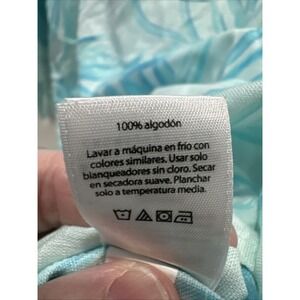 100% algodón
Lavar a máquina en frío con
colores similares. Usar solo
blanqueadores sin cloro. Secar
en secadora suave. Planchar
solo a temperatura media.